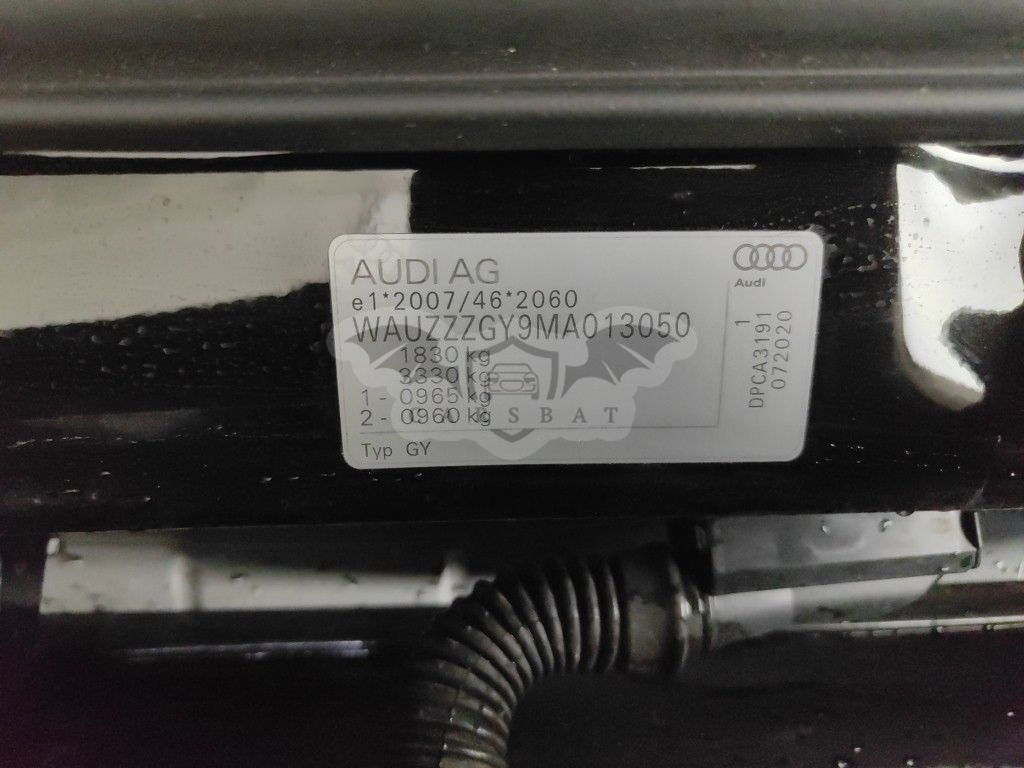 AUDI AG
e1*2007/46*2060
WAUZZZGY9MA013050
1830 kg
3330 kg
1 - 0965 kg
2 - 0960 kg
Typ GY
Audi
DPCA3191 1
072020
CARSBAT